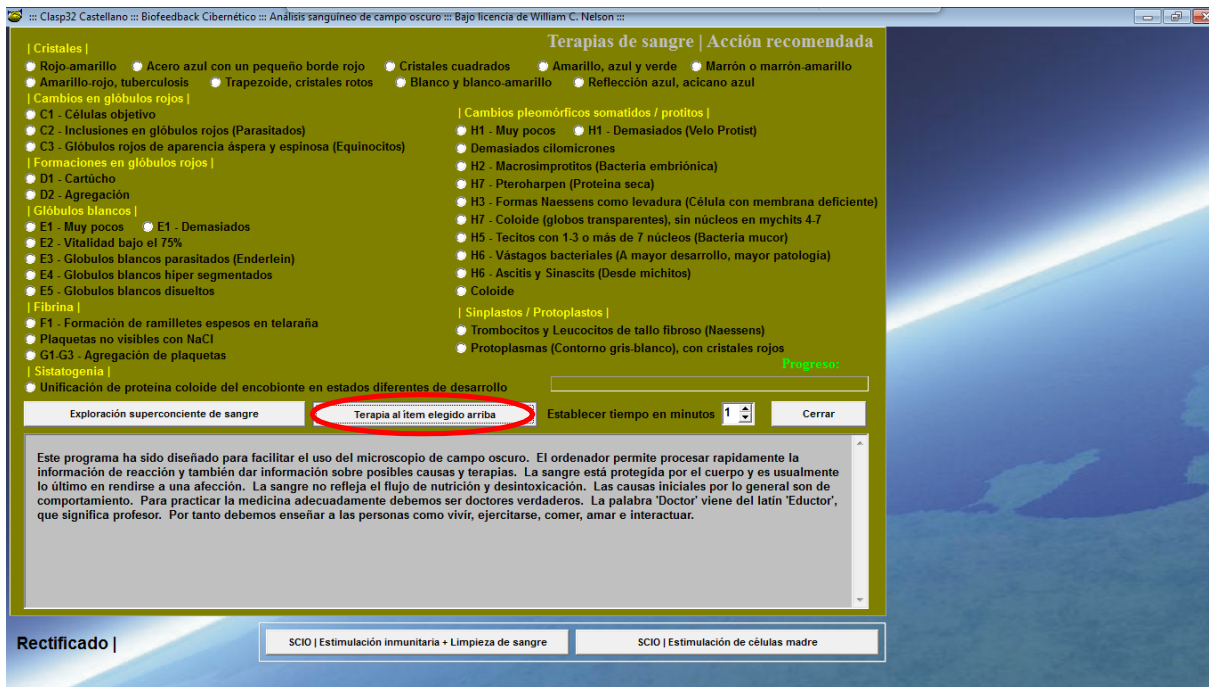 ::: Clasp32 Castellano ::: Biofeedback Cibernético ::: Análisis sanguíneo de campo oscuro ::: Bajo licencia de William C. Nelson :::
Terapias de sangre | Acción recomendada
| Cristales |
Rojo-amarillo Acero azul con un pequeño borde rojo Cristales cuadrados Amarillo, azul y verde Marrón o marrón-amarillo
Amarillo-rojo, tuberculosis Trapezoide, cristales rotos Blanco y blanco-amarillo Reflección azul, acicano azul
| Cambios en glóbulos rojos |
C1 - Células objetivo
C2 - Inclusiones en glóbulos rojos (Parasitados)
C3 - Glóbulos rojos de aparencia áspera y espinosa (Equinocitos)
| Formaciones en glóbulos rojos |
D1 - Cartúcho
D2 - Agregación
| Glóbulos blancos |
E1 - Muy pocos E1 - Demasiados
E2 - Vitalidad bajo el 75%
E3 - Globulos blancos parasitados (Enderlein)
E4 - Globulos blancos hiper segmentados
E5 - Globulos blancos disueltos
| Fibrina |
F1 - Formación de ramilletes espesos en telaraña
Plaquetas no visibles con NaCl
G1-G3 - Agregación de plaquetas
| Sistatogenia |
Unificación de proteina coloide del encobionte en estados diferentes de desarrollo
| Cambios pleomórficos somatidos / protitos |
H1 - Muy pocos H1 - Demasiados (Velo Protist)
Demasiados cilomicrones
H2 - Macrosimprotitos (Bacteria embriónica)
H7 - Pteroharpen (Proteina seca)
H3 - Formas Naessens como levadura (Célula con membrana deficiente)
H7 - Coloide (globos transparentes), sin núcleos en mychits 4-7
H5 - Tecitos con 1-3 o más de 7 núcleos (Bacteria mucor)
H6 - Vástagos bacteriales (A mayor desarrollo, mayor patología)
H6 - Ascitis y Sinascits (Desde michitos)
Coloide
| Sinplastos / Protoplastos |
Trombocitos y Leucocitos de tallo fibroso (Naessens)
Protoplasmas (Contorno gris-blanco), con cristales rojos
Progreso:
Exploración superconciente de sangre
Terapia al item elegido arriba
Establecer tiempo en minutos 1
Cerrar
Este programa ha sido diseñado para facilitar el uso del microscopio de campo oscuro. El ordenador permite procesar rapidamente la
información de reacción y también dar información sobre posibles causas y terapias. La sangre está protegida por el cuerpo y es usualmente
lo último en rendirse a una afección. La sangre no refleja el flujo de nutrición y desintoxicación. Las causas iniciales por lo general son de
comportamiento. Para practicar la medicina adecuadamente debemos ser doctores verdaderos. La palabra 'Doctor' viene del latín 'Eductor',
que significa profesor. Por tanto debemos enseñar a las personas como vivir, ejercitarse, comer, amar e interactuar.
Rectificado |
SCIO | Estimulación inmunitaria + Limpieza de sangre
SCIO | Estimulación de células madre